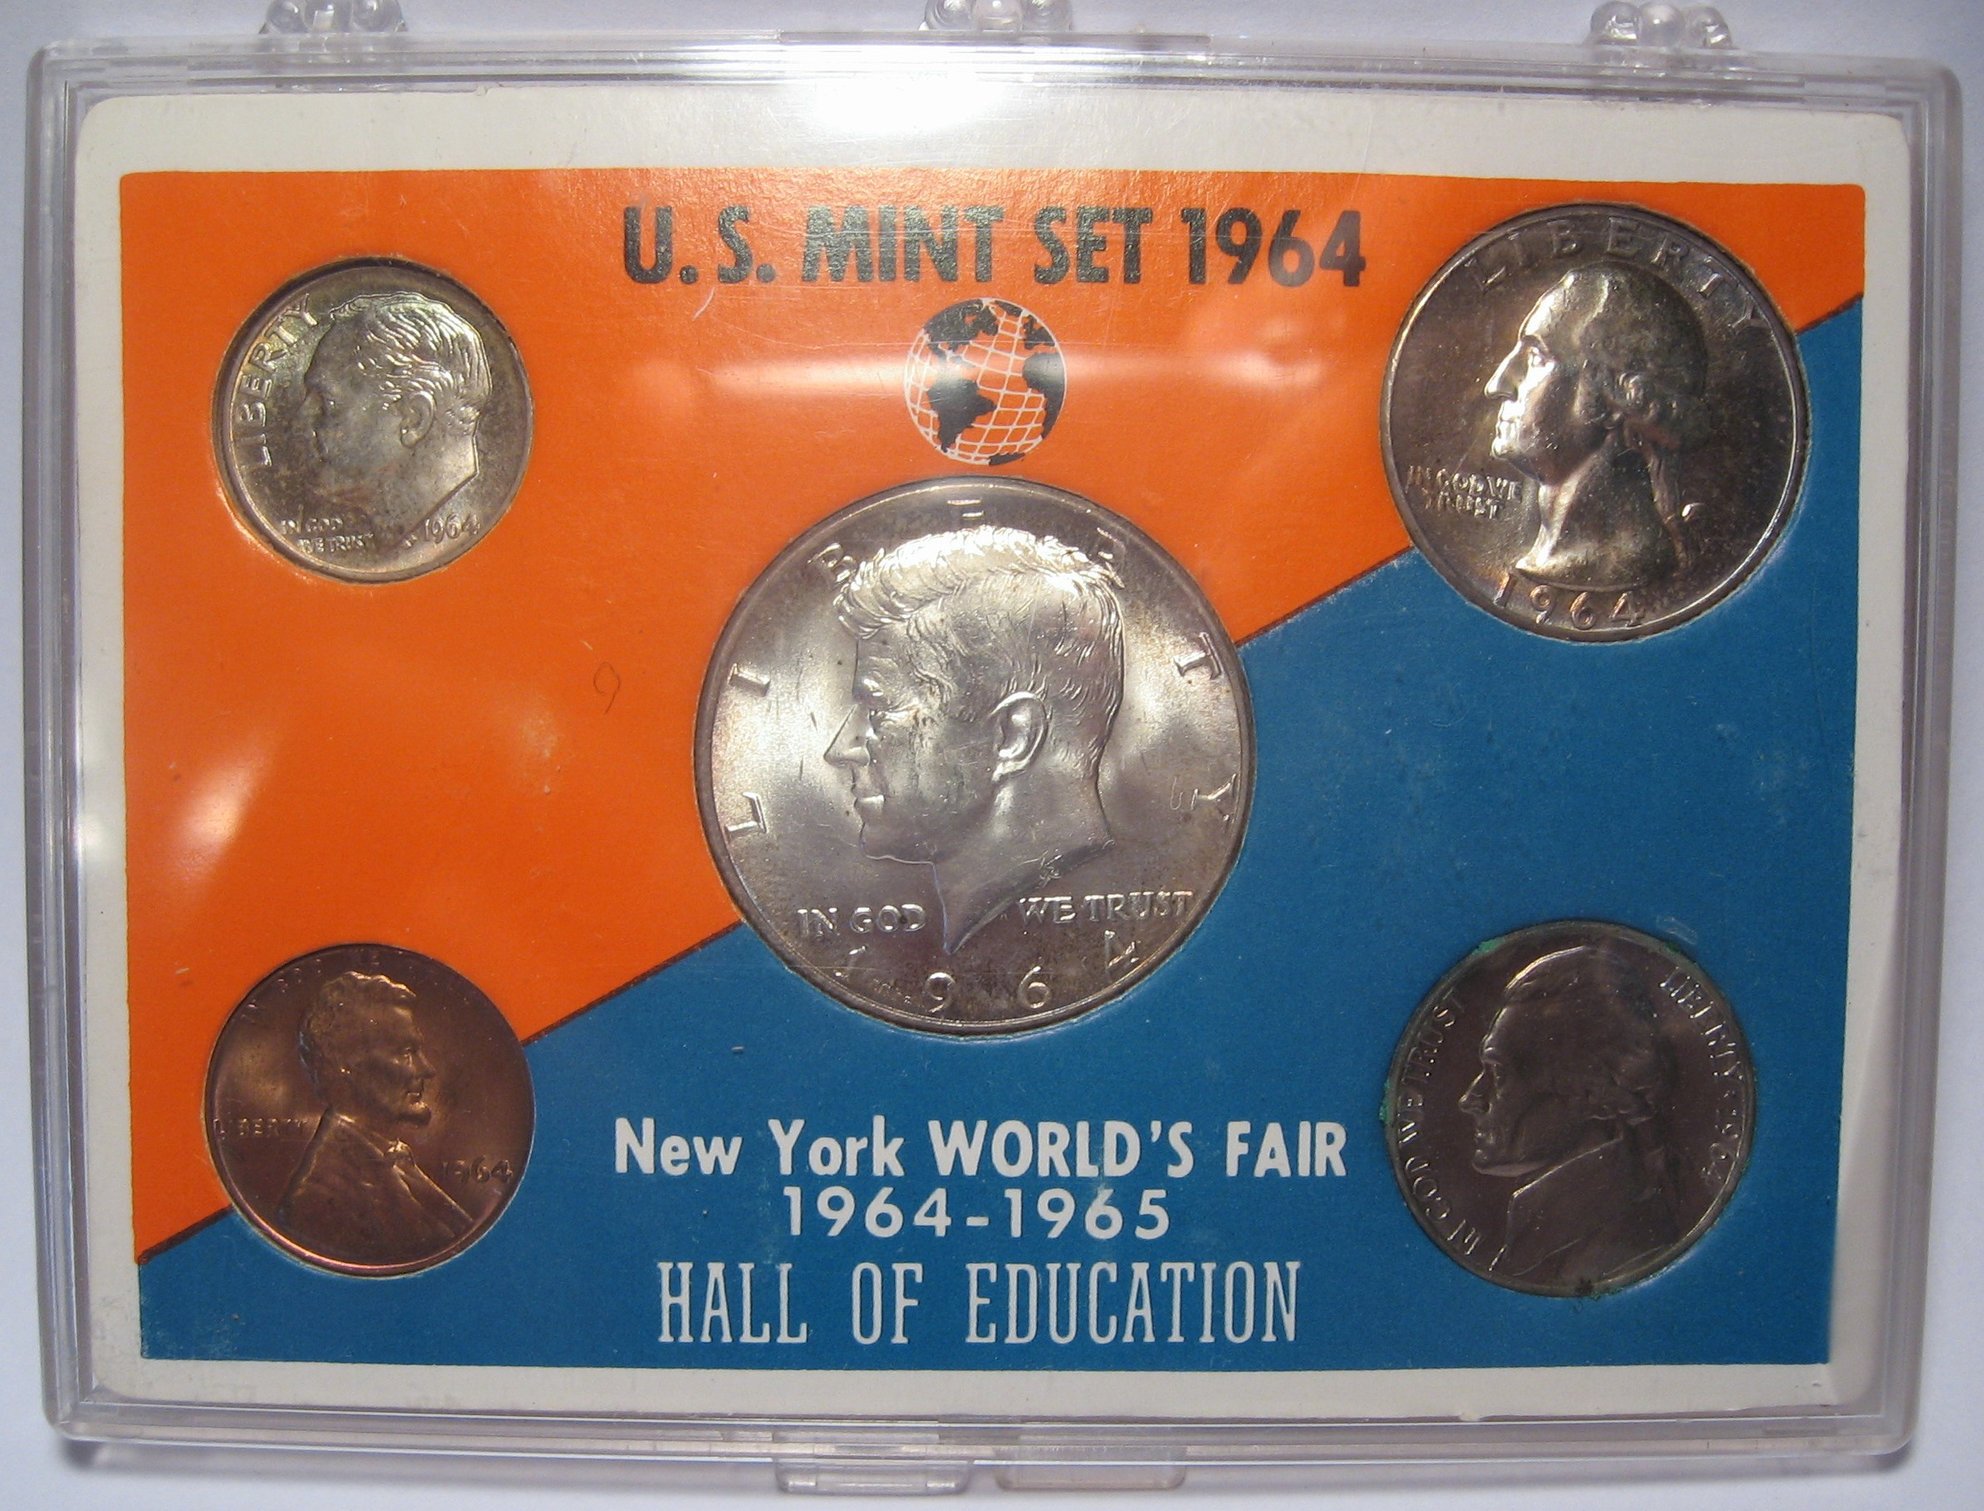 U.S. MINT SET 1964
LIBERTY
IN GOD
WE TRUST
1964
LIBERTY
IN GOD WE
TRUST
1964
LIBERTY
IN GOD WE TRUST
1964
LIBERTY
1964
IN GOD WE TRUST
LIBERTY 1964
New York WORLD'S FAIR
1964-1965
HALL OF EDUCATION